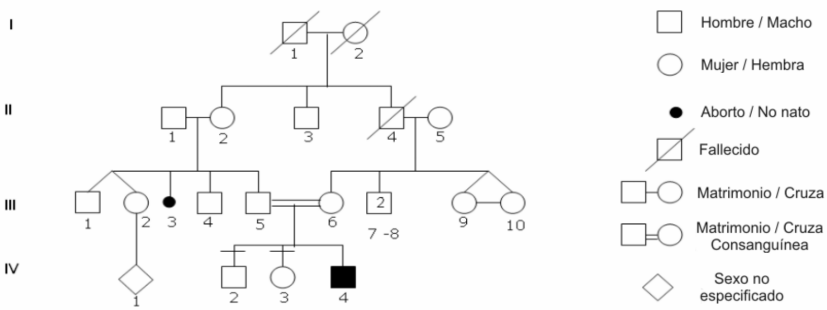 I
1 2
II
1 2 3 4 5
III
1 2 3 4 5 6 2 9 10
7 -8
IV
1 2 3 4
Hombre / Macho
Mujer / Hembra
Aborto / No nato
Fallecido
Matrimonio / Cruza
Matrimonio / Cruza
Consanguínea
Sexo no
especificado